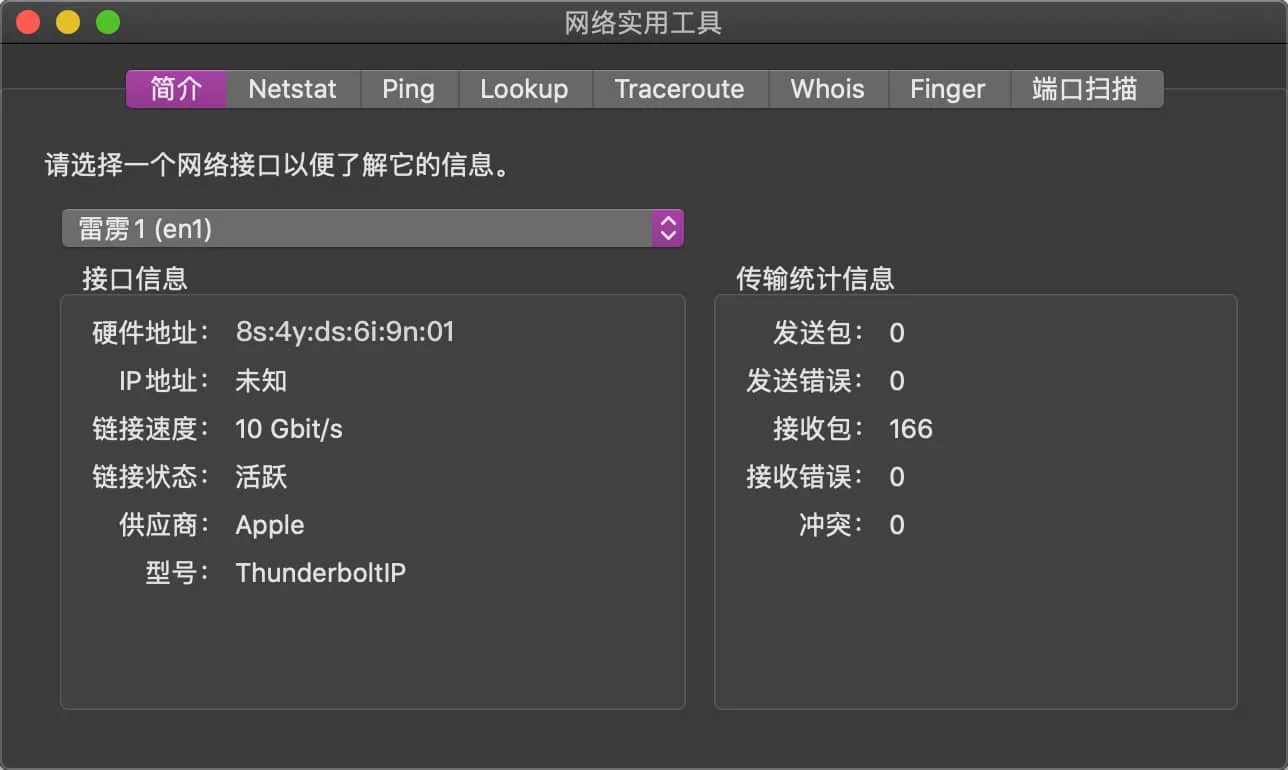 网络实用工具
简介 Netstat Ping Lookup Traceroute Whois Finger 端口扫描
请选择一个网络接口以便了解它的信息。
雷雳1 (en1)
接口信息
硬件地址： 8s:4y:ds:6i:9n:01
IP 地址： 未知
链接速度： 10 Gbit/s
链接状态： 活跃
供应商： Apple
型号： ThunderboltIP
传输统计信息
发送包： 0
发送错误： 0
接收包： 166
接收错误： 0
冲突： 0